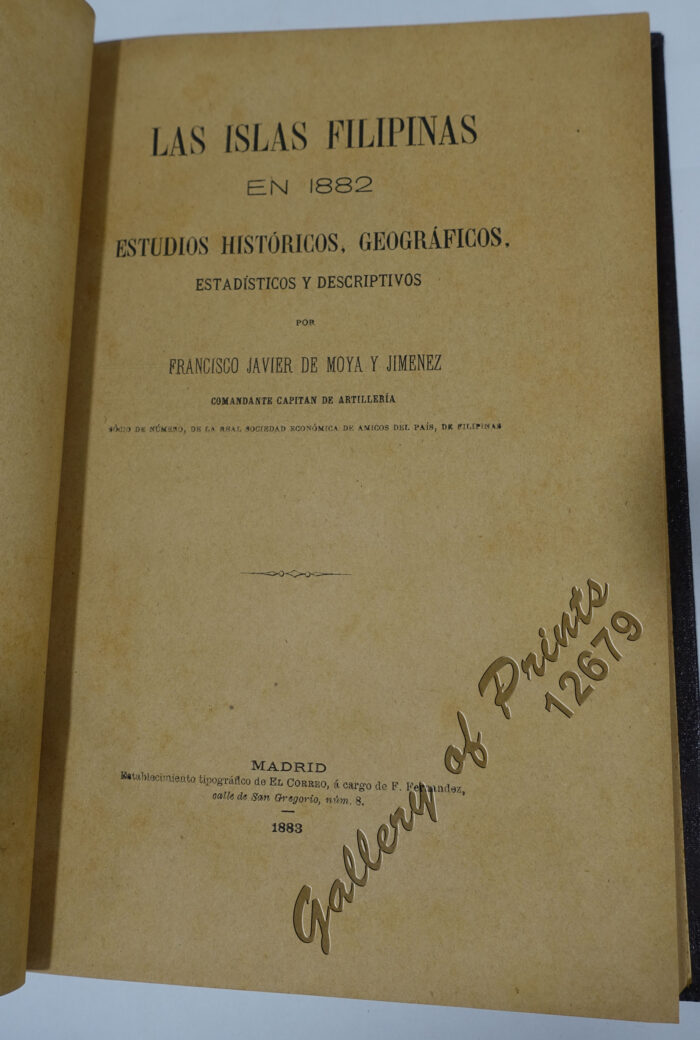 LAS ISLAS FILIPINAS
EN 1882
ESTUDIOS HISTÓRICOS, GEOGRÁFICOS,
ESTADÍSTICOS Y DESCRIPTIVOS
POR
FRANCISCO JAVIER DE MOYA Y JIMENEZ
COMANDANTE CAPITAN DE ARTILLERÍA
SÓCIO DE NÚMERO, DE LA REAL SOCIEDAD ECONÓMICA DE AMICOS DEL PAÍS, DE FILIPINAS
MADRID
Establecimiento tipográfico de EL CORREO, á cargo de F. Fernandez,
calle de San Gregorio, núm. 8.
1883
Gallery of Prints
12679